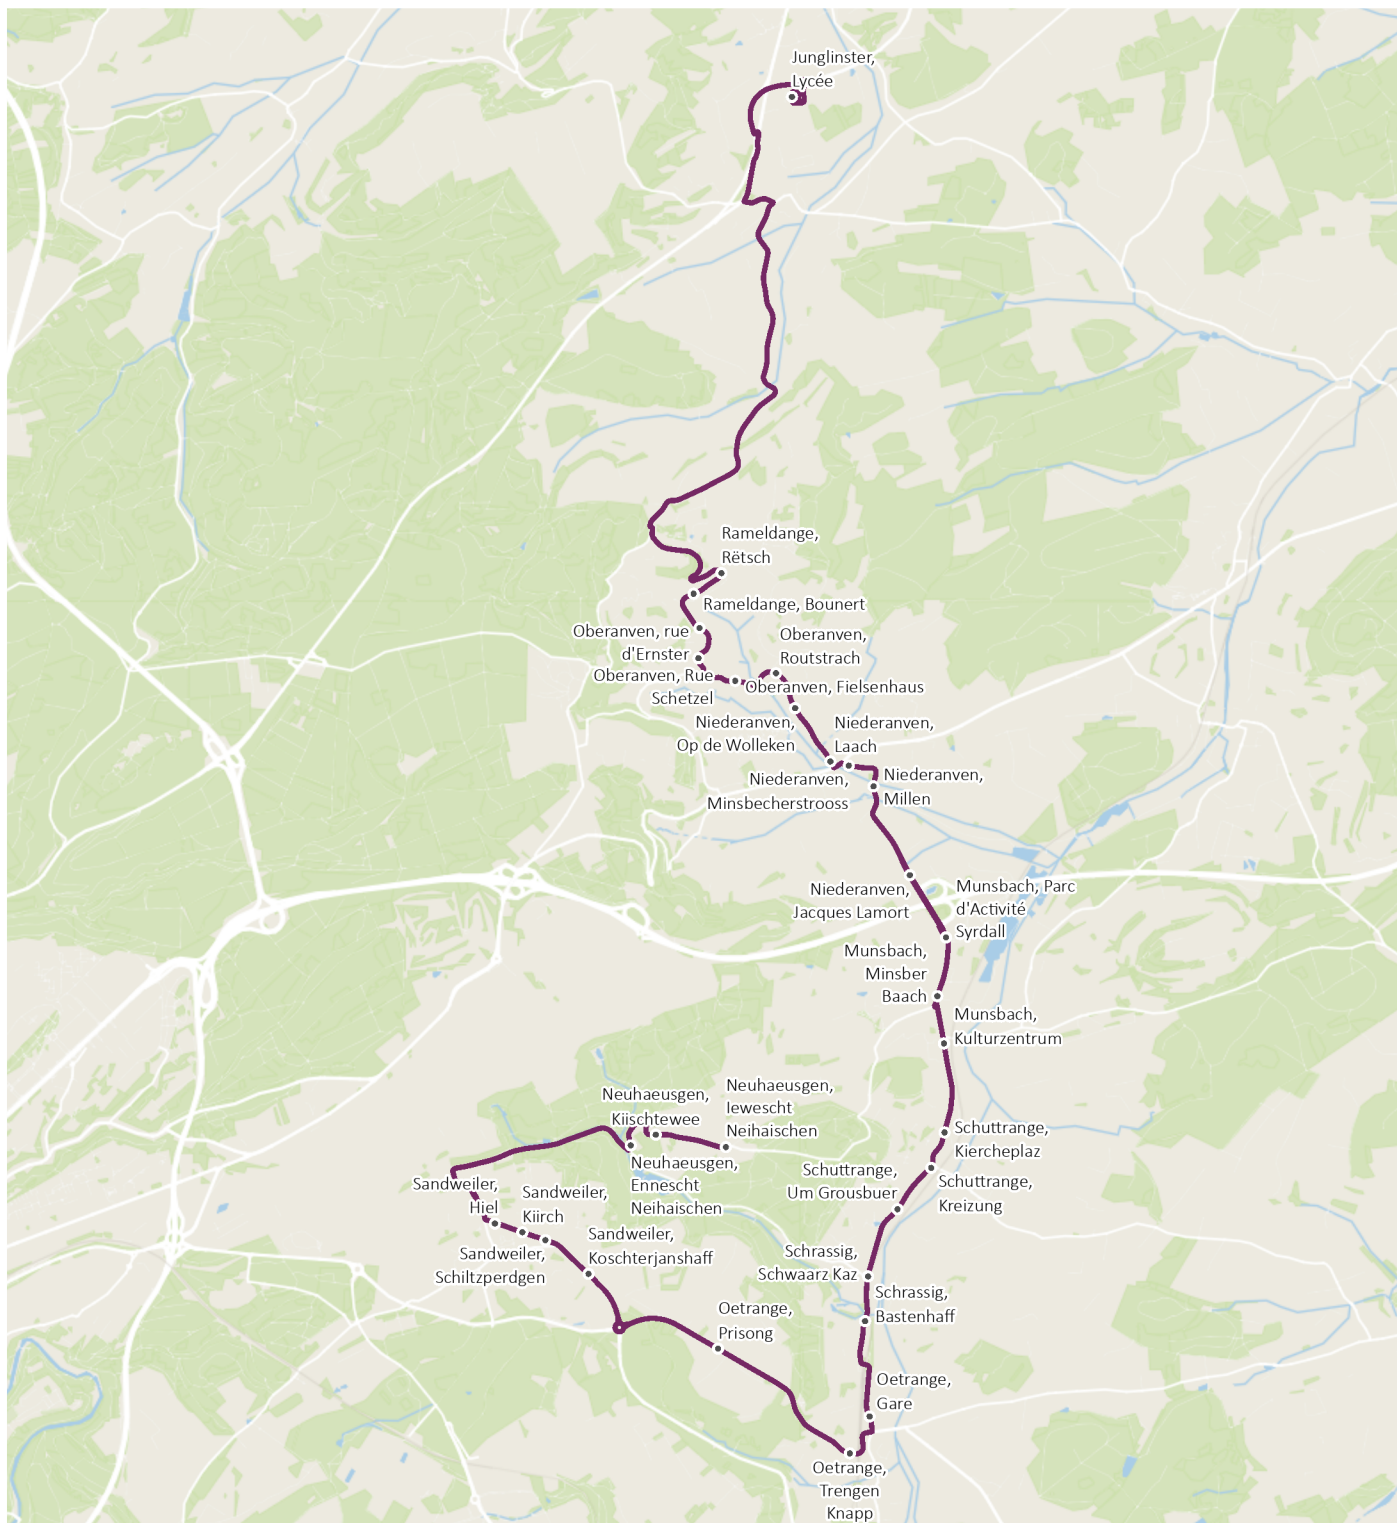 Junglinster,
Lycée
Rameldange,
Rëtsch
Rameldange, Bounert
Oberanven, rue
d'Ernster
Oberanven,
Routstrach
Oberanven, Rue
Schetzel
Oberanven, Fielsenhaus
Niederanven,
Op de Wolleken
Niederanven,
Laach
Niederanven,
Minsbecherstrooss
Niederanven,
Millen
Niederanven,
Jacques Lamort
Munsbach, Parc
d'Activité
Syrdall
Munsbach,
Minsber
Baach
Munsbach,
Kulturzentrum
Neuhaeusgen,
Kiischtewee
Neuhaeusgen,
Iewescht
Neihaischen
Schuttrange,
Kiercheplaz
Neuhaeusgen,
Ennescht
Neihaischen
Schuttrange,
Um Grousbuer
Schuttrange,
Kreizung
Sandweiler,
Hiel
Sandweiler,
Kiirch
Sandweiler,
Koschterjanshaff
Sandweiler,
Schiltzperdgen
Schrassig,
Schwaarz Kaz
Schrassig,
Bastenhaff
Oetrange,
Prisong
Oetrange,
Gare
Oetrange,
Trengen
Knapp